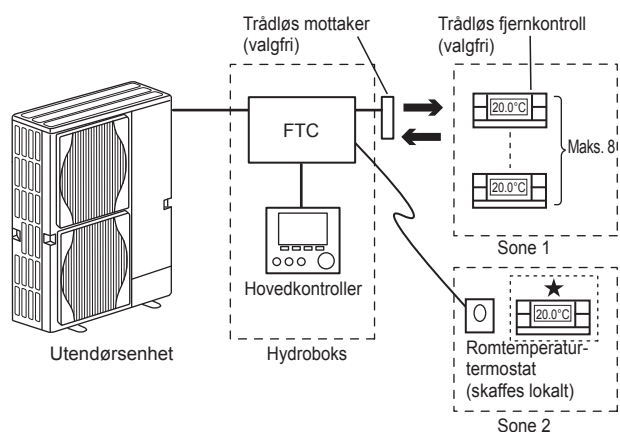 Trådløs mottaker
(valgfri)
Trådløs fjernkontroll
(valgfri)
FTC
20.0°C
20.0°C
Maks. 8
Sone 1
Hovedkontroller
Utendørsenhet
Hydroboks
★
20.0°C
Romtemperatur-
termostat
(skaffes lokalt)
Sone 2